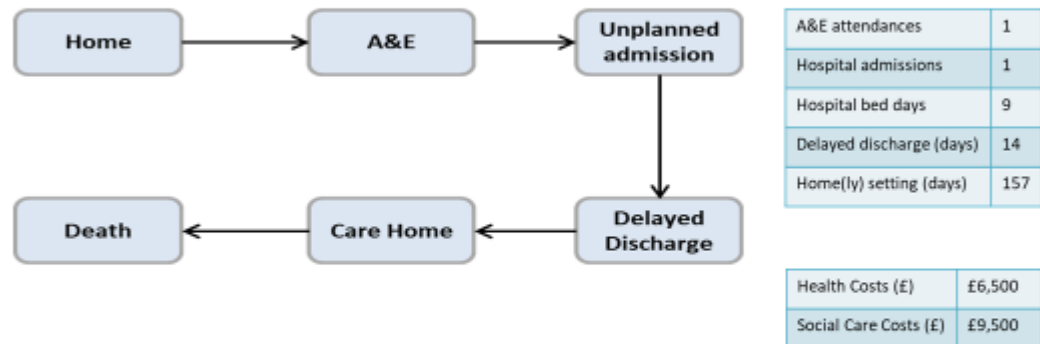 Home
A&E
Unplanned
admission
Death
Care Home
Delayed
Discharge
A&E attendances 1
Hospital admissions 1
Hospital bed days 9
Delayed discharge (days) 14
Home(ly) setting (days) 157
Health Costs (£) £6,500
Social Care Costs (£) £9,500